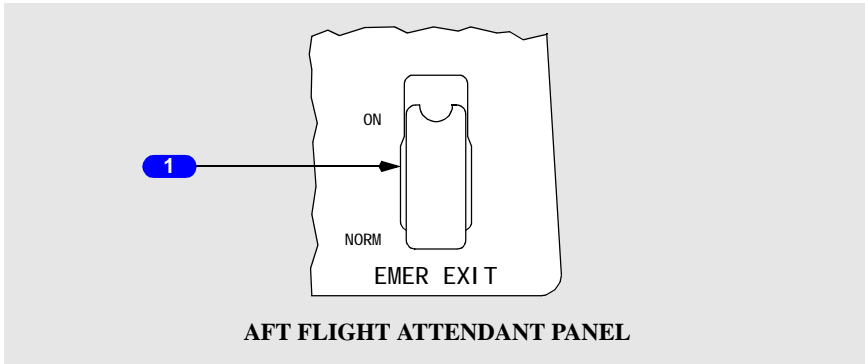 ON
1
NORM
EMER EXIT
AFT FLIGHT ATTENDANT PANEL